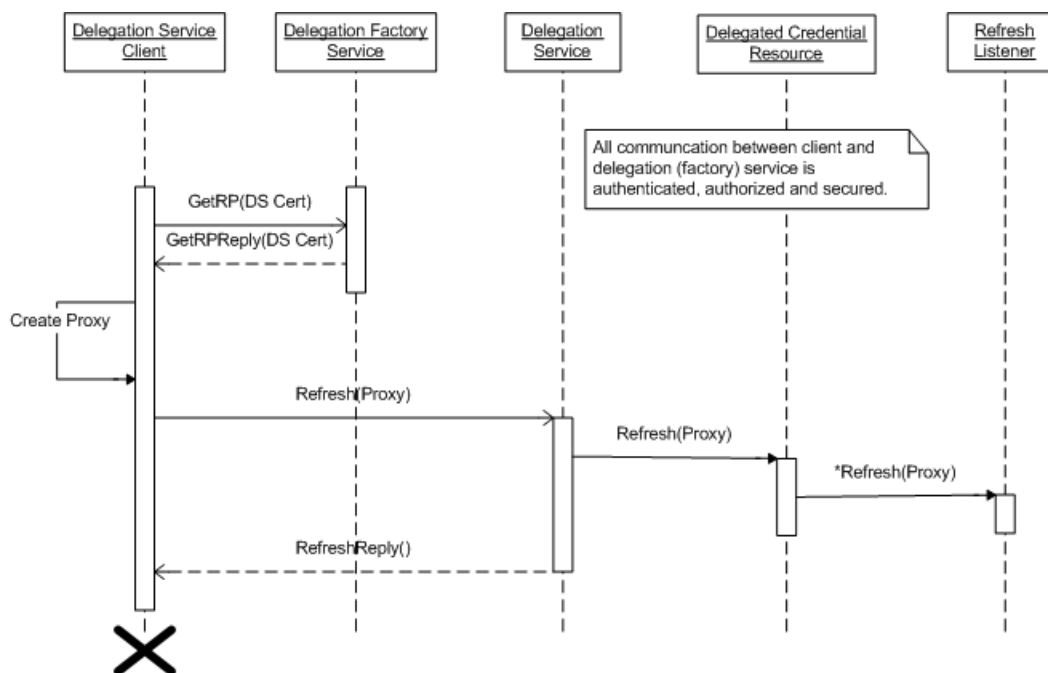 Delegation Service
Client
Delegation Factory
Service
Delegation
Service
Delegated Credential
Resource
Refresh
Listener
All communcation between client and
delegation (factory) service is
authenticated, authorized and secured.
GetRP(DS Cert)
GetRPReply(DS Cert)
Create Proxy
Refresh(Proxy)
Refresh(Proxy)
*Refresh(Proxy)
RefreshReply()